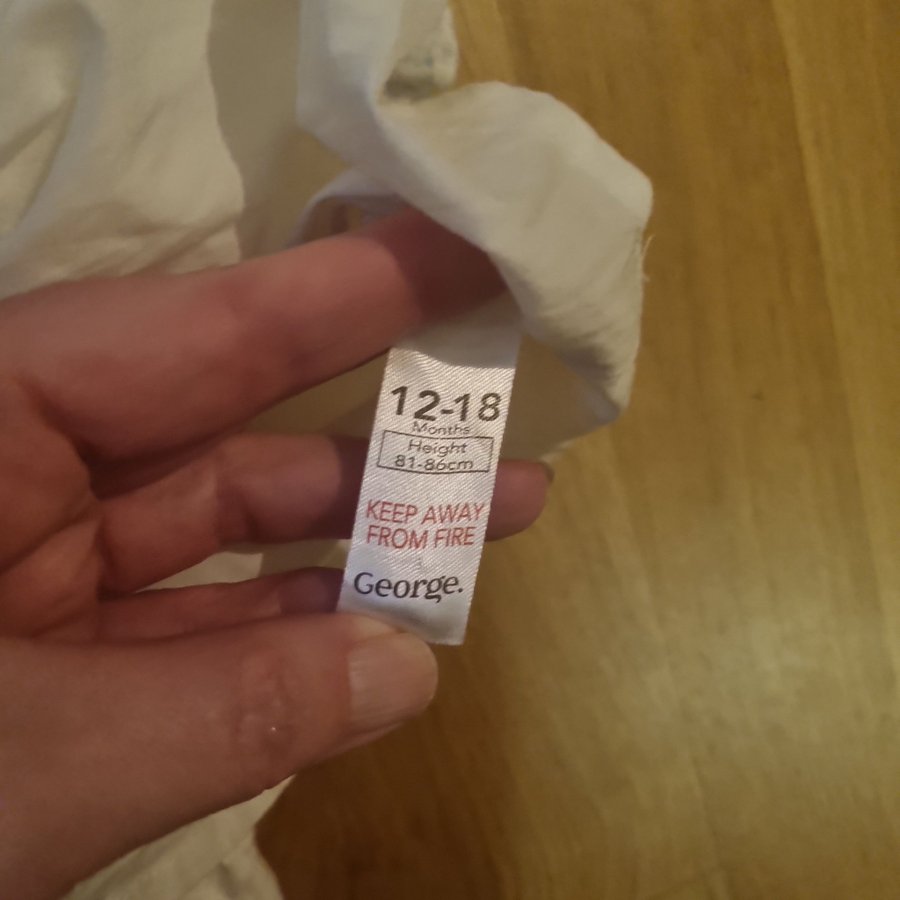 12-18
Months
Height
81-86cm
KEEP AWAY
FROM FIRE
George.